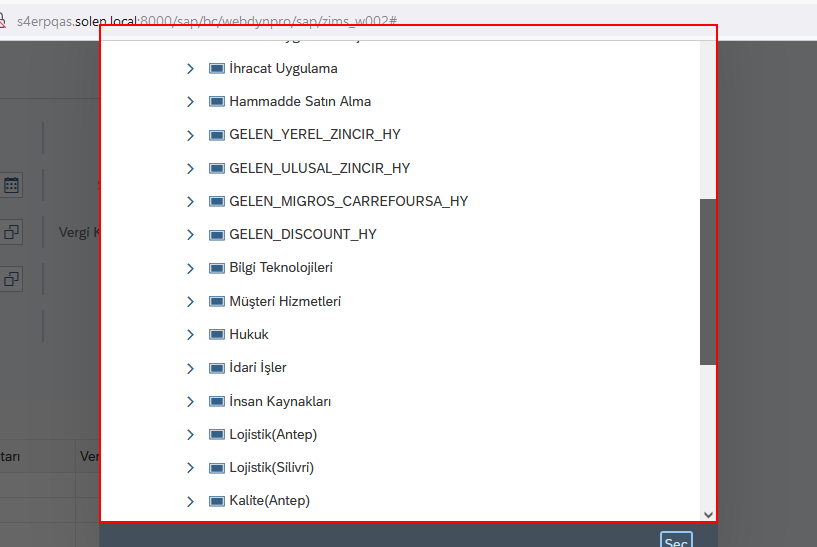 s4erpqas.solen.local:8000/sap/bc/webdynpro/sap/zims_w002#
İhracat Uygulama
Hammadde Satın Alma
GELEN_YEREL_ZINCIR_HY
GELEN_ULUSAL_ZINCIR_HY
GELEN_MIGROS_CARREFOURSA_HY
Vergi K
GELEN_DISCOUNT_HY
Bilgi Teknolojileri
Müşteri Hizmetleri
Hukuk
İdari İşler
İnsan Kaynakları
Lojistik(Antep)
tarı
Ver
Lojistik(Silivri)
Kalite(Antep)
Seç